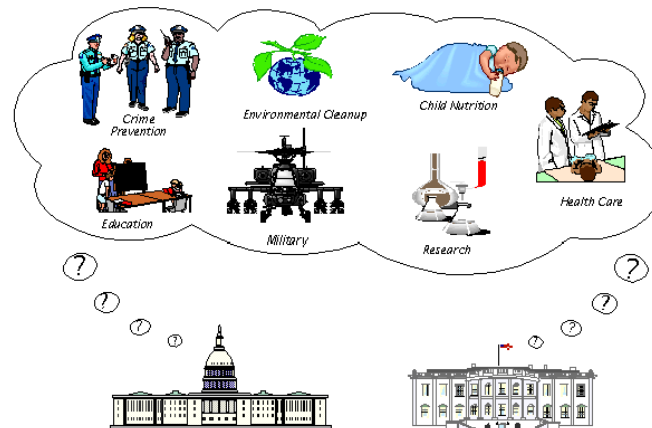 Crime
Prevention
Environmental Cleanup
Child Nutrition
Education
Military
Research
Health Care
?
?
?
?
?
?
?
?